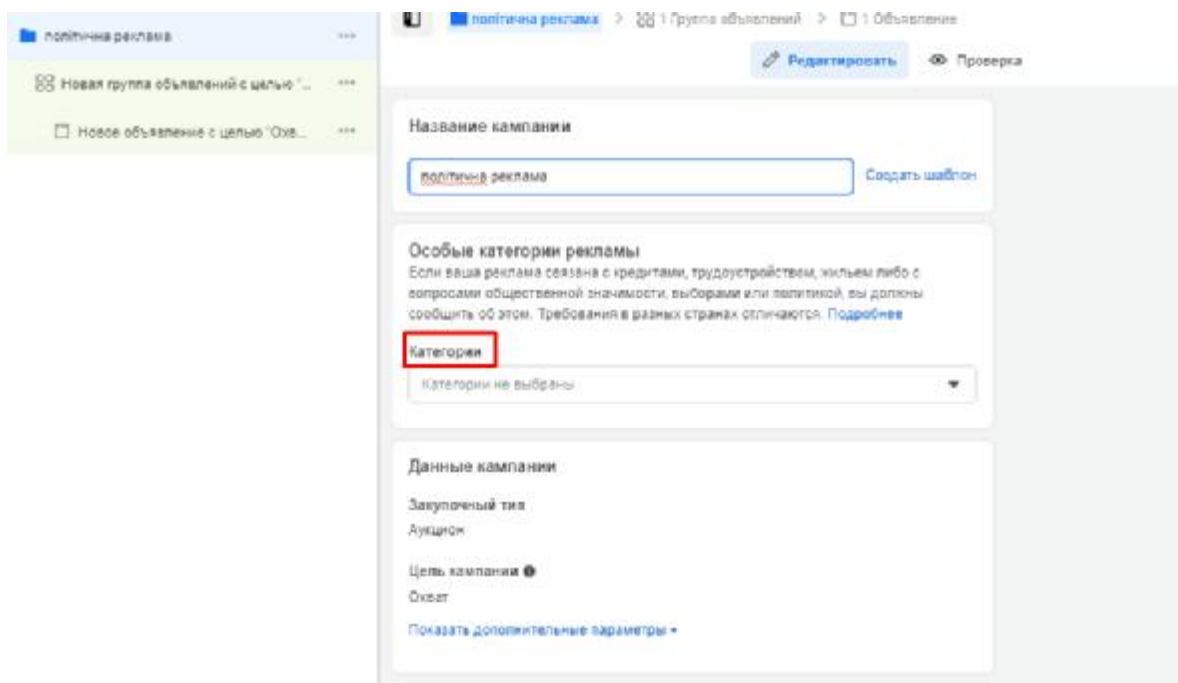 політична реклама
Новая группа объявлений с целью "...
Новое объявление с целью "Охв...
політична реклама > 1 Группа объявлений > 1 Объявление
Редактировать Проверка
Название кампании
політична реклама Создать шаблон
Особые категории рекламы
Если ваша реклама связана с кредитами, трудоустройством, жильем либо с
вопросами общественной значимости, выборами или политикой, вы должны
сообщить об этом. Требования в разных странах отличаются. Подробнее
Категории
Категории не выбраны
Данные кампании
Закупочный тип
Аукцион
Цель кампании
Охват
Показать дополнительные параметры